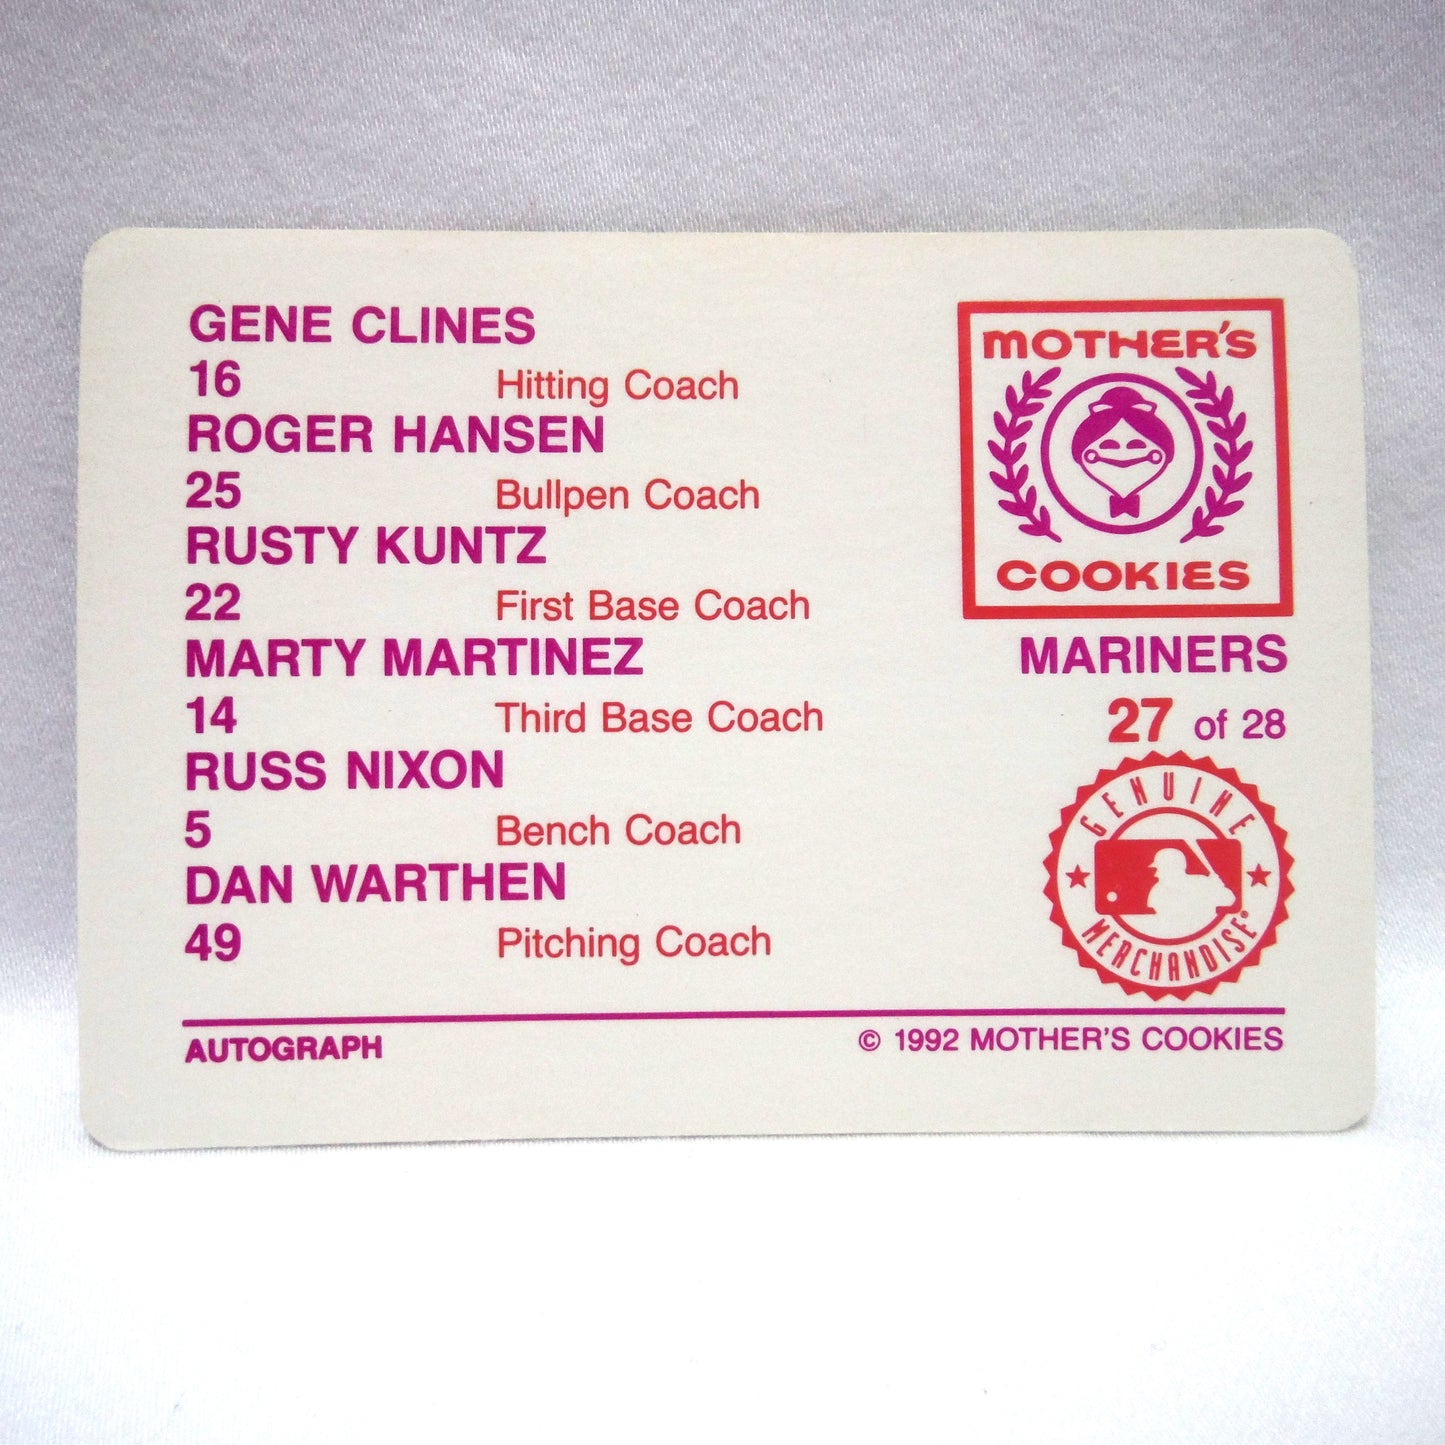 GENE CLINES
16 Hitting Coach
ROGER HANSEN
25 Bullpen Coach
RUSTY KUNTZ
22 First Base Coach
MARTY MARTINEZ
14 Third Base Coach
RUSS NIXON
5 Bench Coach
DAN WARTHEN
49 Pitching Coach
AUTOGRAPH
MOTHER'S
COOKIES
MARINERS
27 of 28
GENUINE
MERCHANDISE®
© 1992 MOTHER'S COOKIES